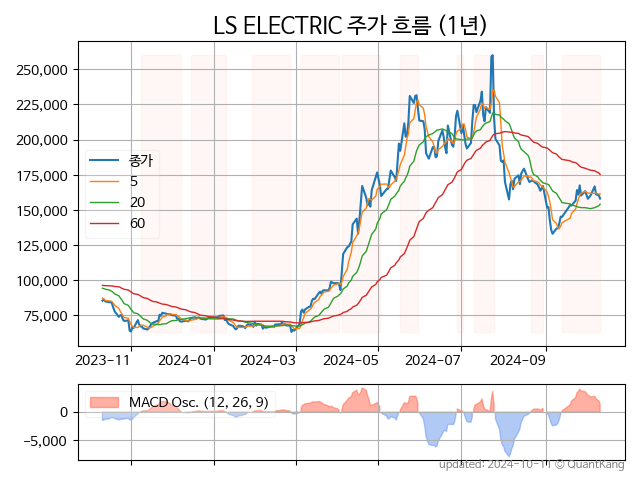 LS ELECTRIC 주가 흐름 (1년)
250,000
225,000
200,000
175,000
150,000
125,000
100,000
75,000
종가
5
20
60
2023-11 2024-01 2024-03 2024-05 2024-07 2024-09
MACD Osc. (12, 26, 9)
0
−5,000
updated: 2024-10-11 © QuantKang